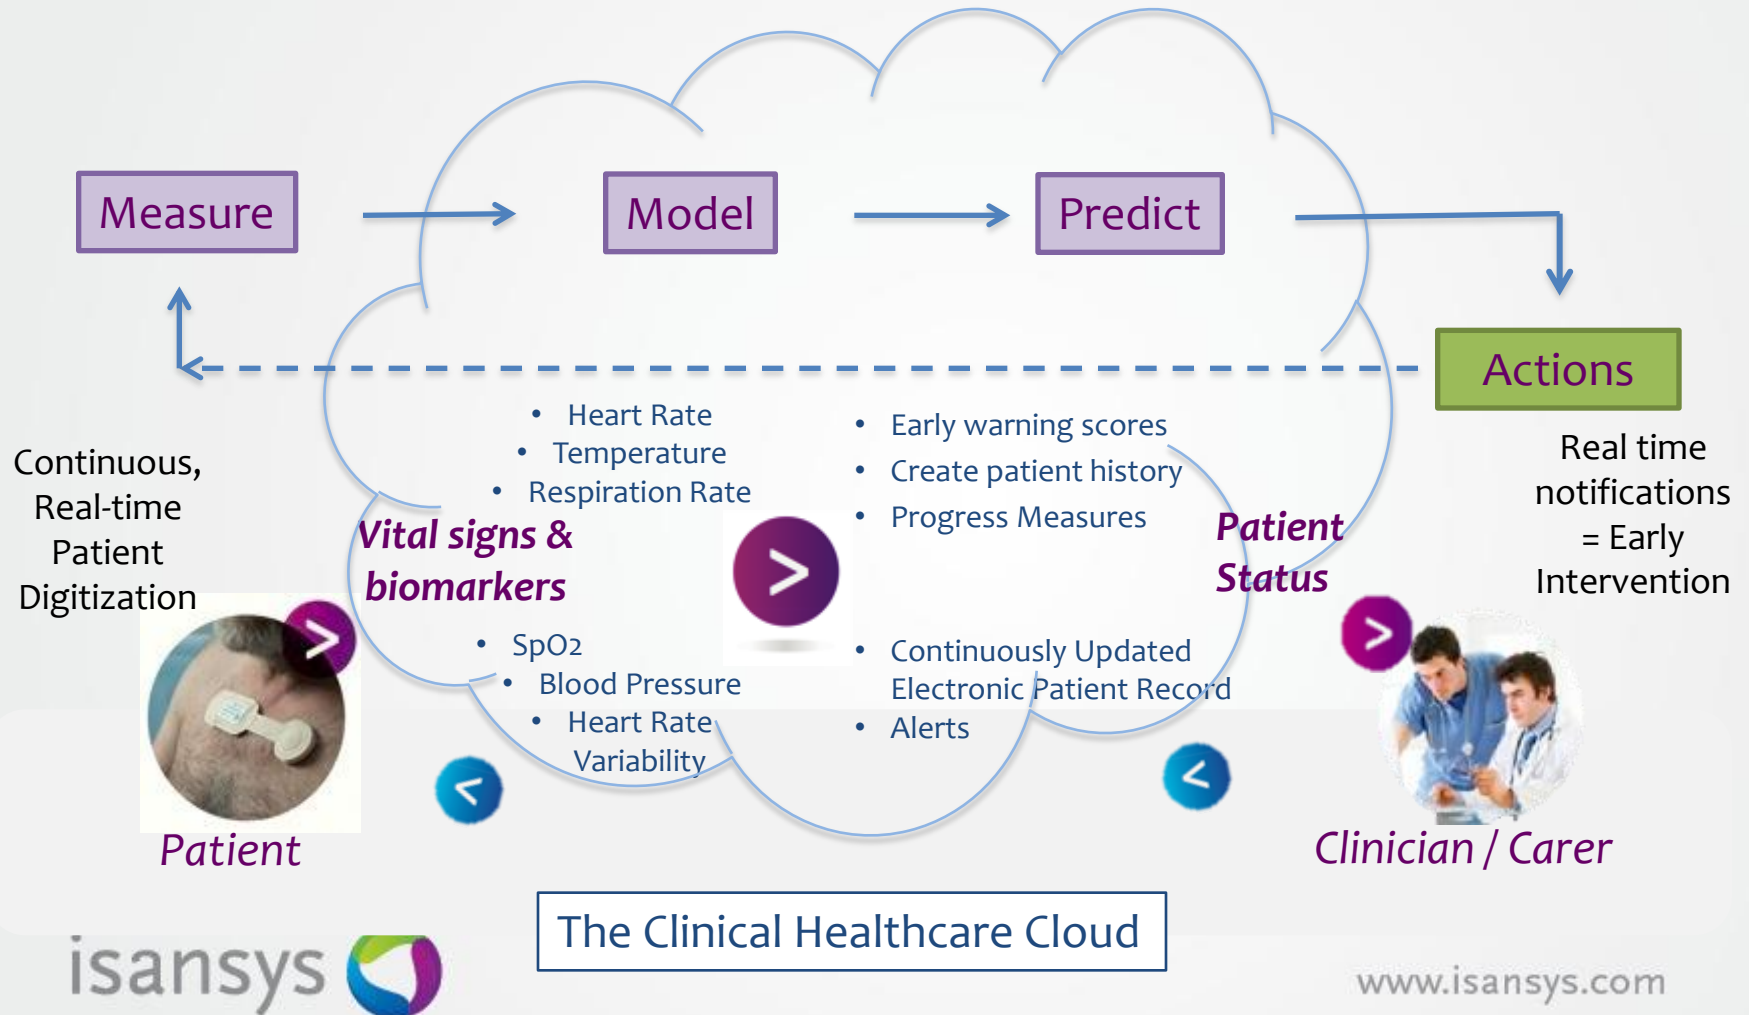 Measure
Model
Predict
Actions
Continuous,
Real-time
Patient
Digitization
• Heart Rate
• Temperature
• Respiration Rate
Vital signs &
biomarkers
• SpO2
• Blood Pressure
• Heart Rate
Variability
>
• Early warning scores
• Create patient history
• Progress Measures
Patient
Status
• Continuously Updated
Electronic Patient Record
• Alerts
Real time
notifications
= Early
Intervention
>
>
<
<
Patient
Clinician / Carer
The Clinical Healthcare Cloud
isansys
www.isansys.com